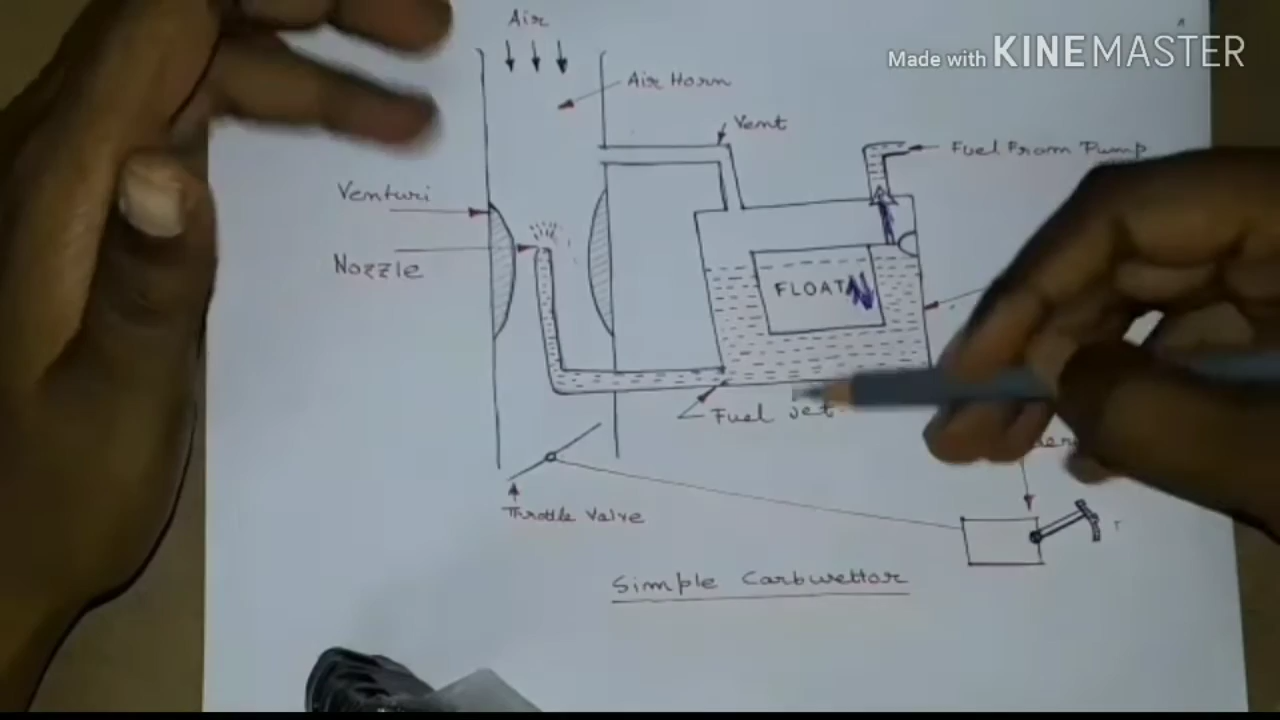 Air
Made with KINEMASTER
Air Horn
Vent
Fuel From Pump
Venturi
Nozzle
FLOAT
Fuel Jet
Throttle Valve
Simple Carburettor